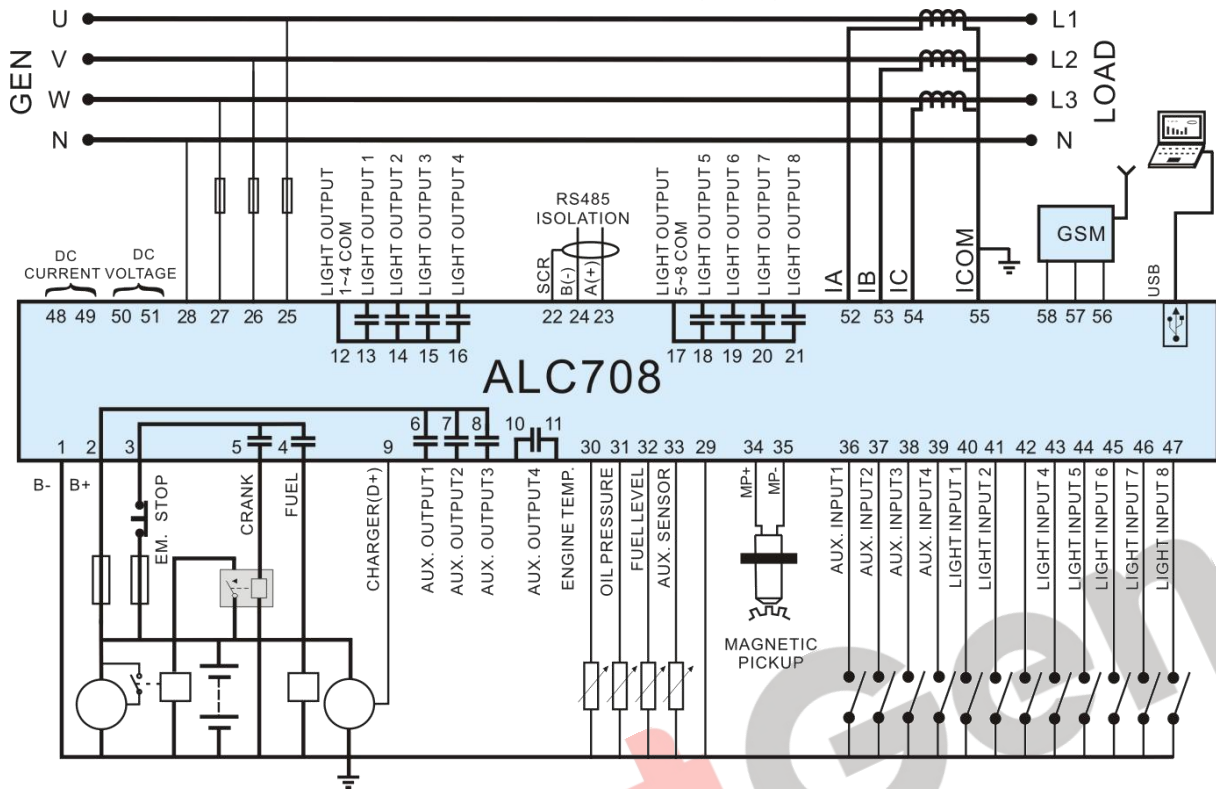 GEN
U
V
W
N
L1
L2
L3
N
LOAD
DC
CURRENT
DC
VOLTAGE
LIGHT OUTPUT
1~4 COM
LIGHT OUTPUT 1
LIGHT OUTPUT 2
LIGHT OUTPUT 3
LIGHT OUTPUT 4
RS485
ISOLATION
SCR
B(-)
A(+)
LIGHT OUTPUT
5~8 COM
LIGHT OUTPUT 5
LIGHT OUTPUT 6
LIGHT OUTPUT 7
LIGHT OUTPUT 8
IA
IB
IC
ICOM
GSM
USB
48 49 50 51 28 27 26 25 22 24 23 52 53 54 55 58 57 56
12 13 14 15 16 17 18 19 20 21
ALC708
1 2 3 5 4 9 6 7 8 10 11 30 31 32 33 29 34 35 36 37 38 39 40 41 42 43 44 45 46 47
B-
B+
EM. STOP
CRANK
FUEL
CHARGER(D+)
AUX. OUTPUT1
AUX. OUTPUT2
AUX. OUTPUT3
AUX. OUTPUT4
ENGINE TEMP.
OIL PRESSURE
FUEL LEVEL
AUX. SENSOR
MP+
MP-
MAGNETIC
PICKUP
AUX. INPUT1
AUX. INPUT2
AUX. INPUT3
AUX. INPUT4
LIGHT INPUT 1
LIGHT INPUT 2
LIGHT INPUT 4
LIGHT INPUT 5
LIGHT INPUT 6
LIGHT INPUT 7
LIGHT INPUT 8
Gen